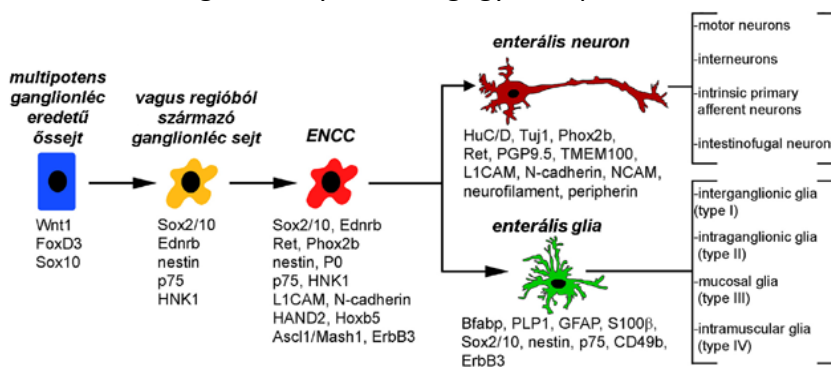 multipotens
ganglionléc
eredetű
őssejt
Wnt1
FoxD3
Sox10
vagus regióból
származó
ganglionléc sejt
Sox2/10
Ednrb
nestin
p75
HNK1
ENCC
Sox2/10, Ednrb
Ret, Phox2b
nestin, P0
p75, HNK1
L1CAM, N-cadherin
HAND2, Hoxb5
Ascl1/Mash1, ErbB3
enterális neuron
HuC/D, Tuj1, Phox2b,
Ret, PGP9.5, TMEM100,
L1CAM, N-cadherin, NCAM,
neurofilament, peripherin
-motor neurons
-interneurons
-intrinsic primary
afferent neurons
-intestinofugal neuron
enterális glia
Bfabp, PLP1, GFAP, S100β,
Sox2/10, nestin, p75, CD49b,
ErbB3
-interganglionic glia
(type I)
-intraganglionic glia
(type II)
-mucosal glia
(type III)
-intramuscular glia
(type IV)